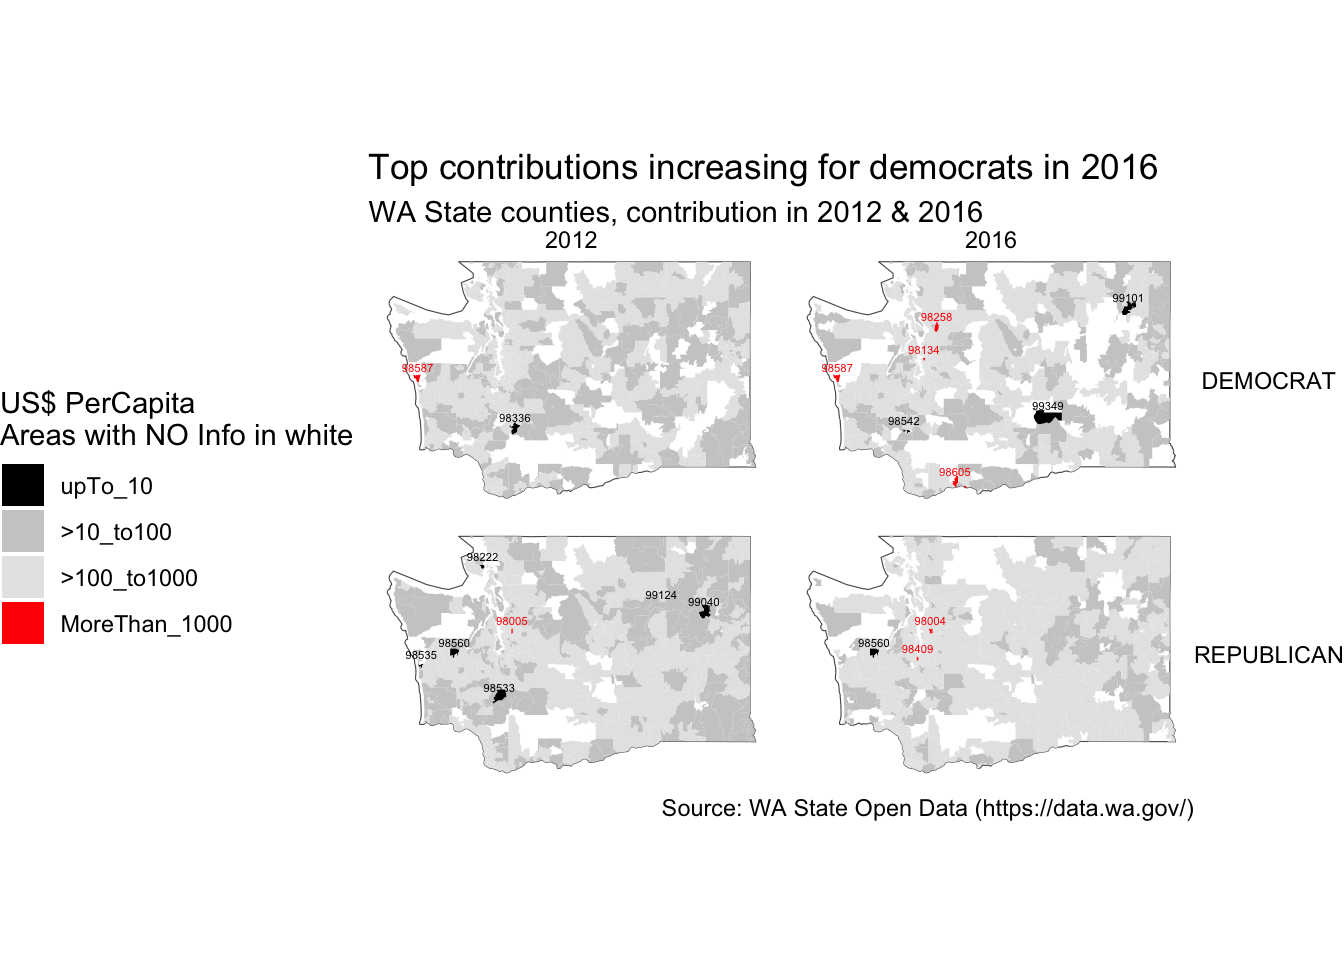 Top contributions increasing for democrats in 2016
WA State counties, contribution in 2012 & 2016
2012
2016
99101
98258
98134
98587
98587
99349
98336
98542
98605
DEMOCRAT
US$ PerCapita
Areas with NO Info in white
upTo_10
>10_to100
>100_to1000
MoreThan_1000
98222
99124
99040
98005
98004
98560
98560
98409
98535
98533
REPUBLICAN
Source: WA State Open Data (https://data.wa.gov/)